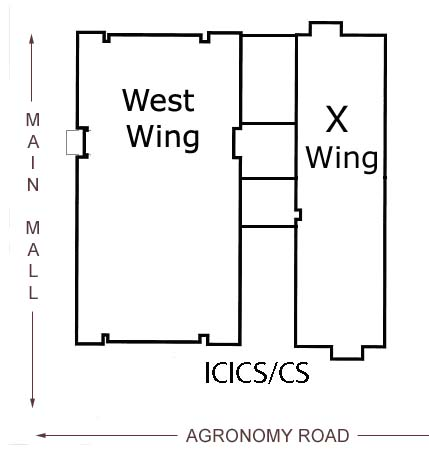 West
Wing
X
Wing
MAIN MALL
ICICS/CS
AGRONOMY ROAD